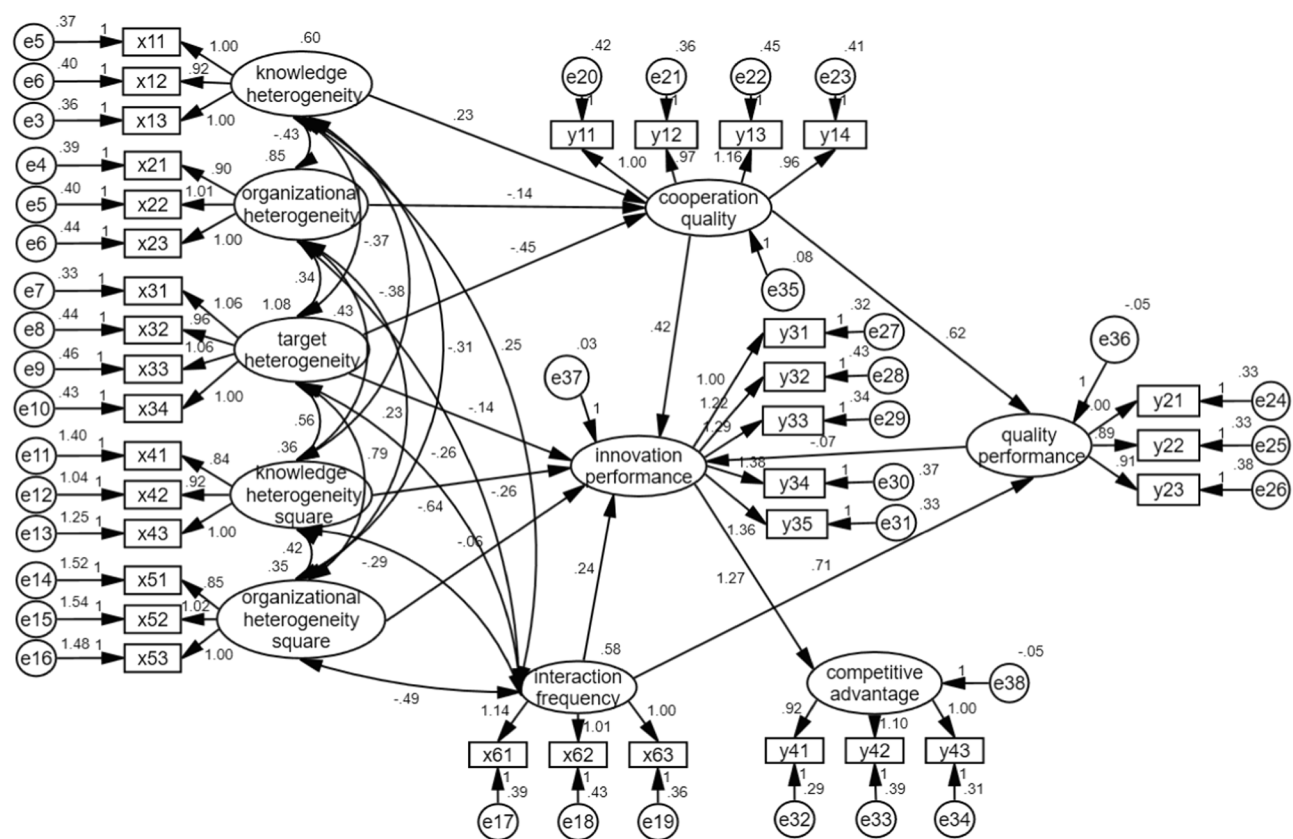 .37
e5 1 x11 1.00
.60
.40
e6 1 x12 .92
knowledge
heterogeneity
.36
e3 1 x13 1.00
-.43
.39
e4 1 x21 .90
.85
.40
e5 1 x22 1.01
organizational
heterogeneity
.44
e6 1 x23 1.00
-.37
.34
-.38
.33
e7 1 x31 1.06
1.08
.43
.44
e8 1 x32 .96
target
heterogeneity
.46
e9 1 x33 1.06
.43
e10 1 x34 1.00
-.31
.25
.56
.23
1.40
e11 1 x41 .84
.36
.79
-.26
1.04
e12 1 x42 .92
knowledge
heterogeneity
square
1.25
e13 1 x43 1.00
-.64
.42
-.29
1.52
e14 1 x51 .85
.35
1.54
e15 1 x52 1.02
organizational
heterogeneity
square
1.48
e16 1 x53 1.00
-.49
.23
-.14
-.45
-.14
-.26
-.06
.42 .36 .45 .41
e20 e21 e22 e23
1 1 1 1
y11 y12 y13 y14
1.00 .97 1.16 .96
cooperation
quality
1
.08
e35
.42
.62
.03
e37
1
innovation
performance
.32
y31 1 e27
1.00
.43
y32 1 e28
1.22
.34
y33 1 e29
1.29
-.07
.37
y34 1 e30
1.38
.33
y35 1 e31
1.36
-.05
e36
1
quality
performance
.33
.00 y21 1 e24
.33
.89 y22 1 e25
.38
.91 y23 1 e26
.24
.71
1.27
.58
interaction
frequency
1.14 1.01 1.00
x61 x62 x63
1 1 1
.39 .43 .36
e17 e18 e19
competitive
advantage
-.05
1 e38
.92 1.10 1.00
y41 y42 y43
1 1 1
.29 .39 .31
e32 e33 e34